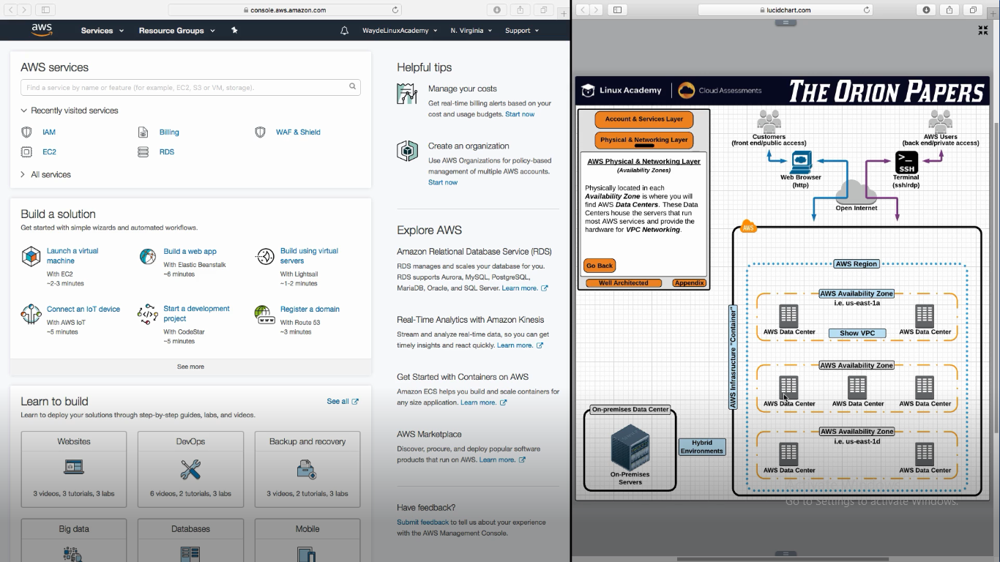 console.aws.amazon.com
aws
Services
Resource Groups
WaydeLinuxAcademy
N. Virginia
Support
AWS services
Find a service by name or feature (for example, EC2, S3 or VM, storage).
Recently visited services
IAM
Billing
WAF & Shield
EC2
RDS
All services
Build a solution
Get started with simple wizards and automated workflows.
Launch a virtual
machine
With EC2
~2-3 minutes
Build a web app
With Elastic Beanstalk
~6 minutes
Build using virtual
servers
With Lightsail
~1-2 minutes
Connect an IoT device
With AWS IoT
~5 minutes
Start a development
project
With CodeStar
~5 minutes
Register a domain
With Route 53
~3 minutes
See more
Learn to build
See all
Learn to deploy your solutions through step-by-step guides, labs, and videos.
Websites
3 videos, 3 tutorials, 3 labs
DevOps
6 videos, 2 tutorials, 3 labs
Backup and recovery
3 videos, 2 tutorials, 3 labs
Big data
Databases
Mobile
Helpful tips
Manage your costs
Get real-time billing alerts based on your
cost and usage budgets. Start now
Create an organization
Use AWS Organizations for policy-based
management of multiple AWS accounts.
Start now
Explore AWS
Amazon Relational Database Service (RDS)
RDS manages and scales your database for you.
RDS supports Aurora, MySQL, PostgreSQL,
MariaDB, Oracle, and SQL Server. Learn more.
Real-Time Analytics with Amazon Kinesis
Stream and analyze real-time data, so you can get
timely insights and react quickly. Learn more.
Get Started with Containers on AWS
Amazon ECS helps you build and scale containers for
any size application. Learn more.
AWS Marketplace
Discover, procure, and deploy popular software
products that run on AWS. Learn more.
Have feedback?
Submit feedback to tell us about your experience
with the AWS Management Console.
lucidchart.com
Linux Academy
Cloud Assessments
THE ORION PAPERS
Account & Services Layer
Physical & Networking Layer
AWS Physical & Networking Layer
(Availability Zones)
Physically located in each
Availability Zone is where you will
find AWS Data Centers. These Data
Centers house the servers that run
most AWS services and provide the
hardware for VPC Networking.
Go Back
Well Architected
Appendix
Customers
(front end/public access)
AWS Users
(back end/private access)
Web Browser
(http)
>_
SSH
Terminal
(ssh/rdp)
Open Internet
AWS
AWS Region
AWS Availability Zone
i.e. us-east-1a
AWS Data Center
Show VPC
AWS Data Center
AWS Infrasructure "Container"
AWS Availability Zone
AWS Data Center
AWS Data Center
AWS Data Center
AWS Availability Zone
i.e. us-east-1d
AWS Data Center
AWS Data Center
On-premises Data Center
On-Premises
Servers
Hybrid
Environments
Go to Settings to activate Windows.